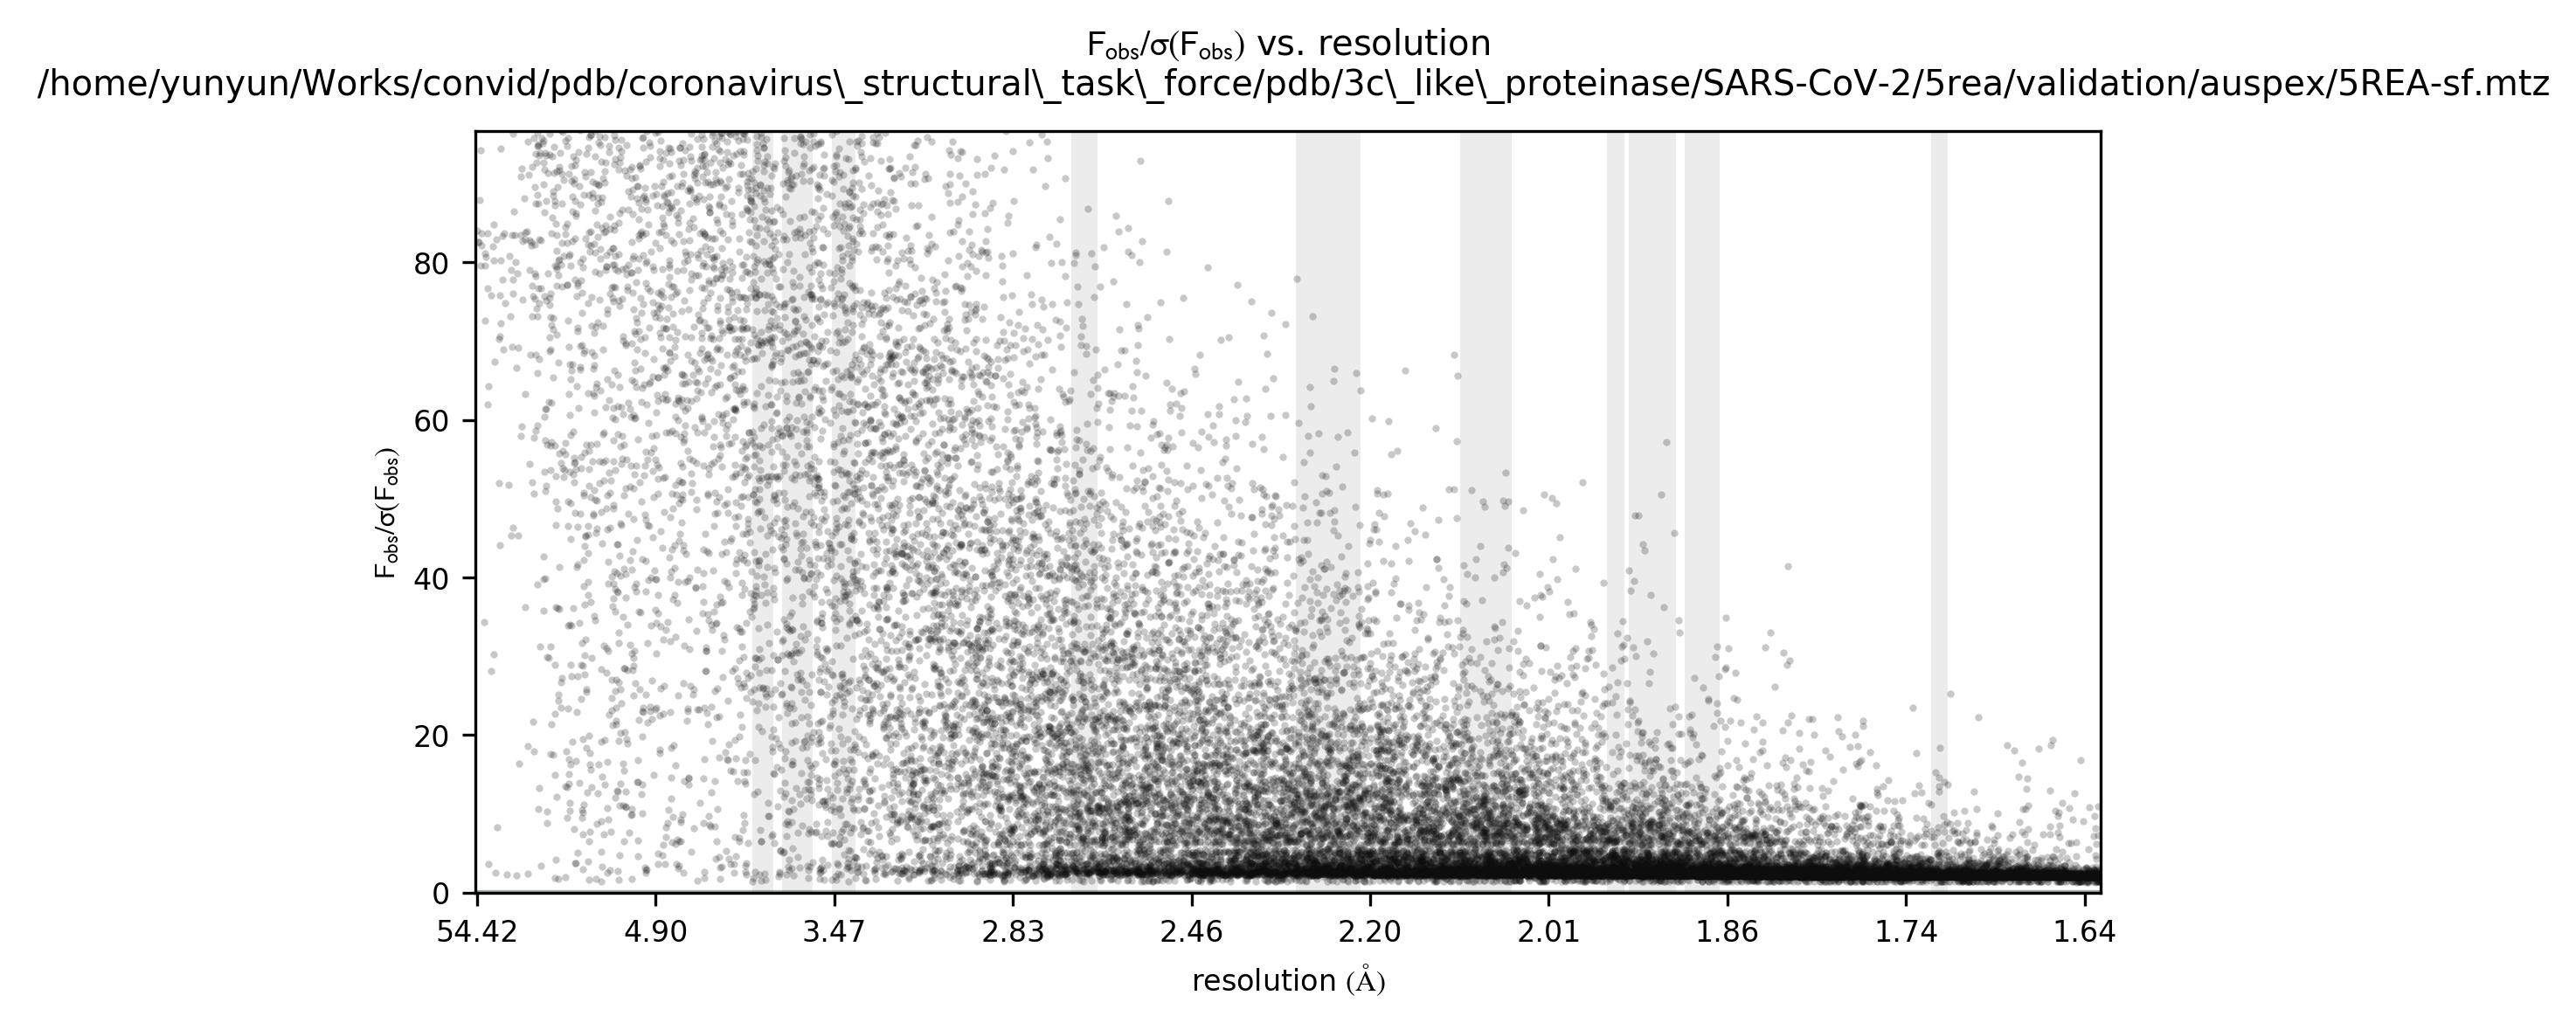 Fobs/σ(Fobs) vs. resolution
/home/yunyun/Works/convid/pdb/coronavirus\_structural\_task\_force/pdb/3c\_like\_proteinase/SARS-CoV-2/5rea/validation/auspex/5REA-sf.mtz
Fobs/σ(Fobs)
80
60
40
20
0
54.42 4.90 3.47 2.83 2.46 2.20 2.01 1.86 1.74 1.64
resolution (Å)